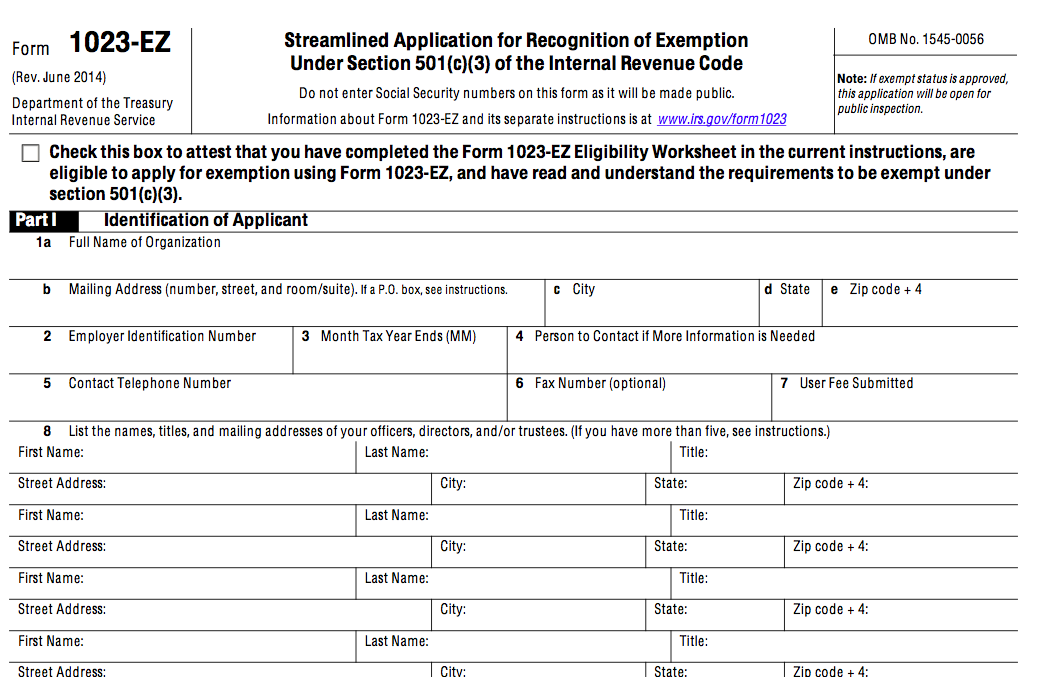 Form 1023-EZ
(Rev. June 2014)
Department of the Treasury
Internal Revenue Service
Streamlined Application for Recognition of Exemption
Under Section 501(c)(3) of the Internal Revenue Code
Do not enter Social Security numbers on this form as it will be made public.
Information about Form 1023-EZ and its separate instructions is at www.irs.gov/form1023
OMB No. 1545-0056
Note: If exempt status is approved,
this application will be open for
public inspection.
Check this box to attest that you have completed the Form 1023-EZ Eligibility Worksheet in the current instructions, are
eligible to apply for exemption using Form 1023-EZ, and have read and understand the requirements to be exempt under
section 501(c)(3).
Part I Identification of Applicant
1a Full Name of Organization
b Mailing Address (number, street, and room/suite). If a P.O. box, see instructions. c City d State e Zip code + 4
2 Employer Identification Number 3 Month Tax Year Ends (MM) 4 Person to Contact if More Information is Needed
5 Contact Telephone Number 6 Fax Number (optional) 7 User Fee Submitted
8 List the names, titles, and mailing addresses of your officers, directors, and/or trustees. (If you have more than five, see instructions.)
First Name: Last Name: Title:
Street Address: City: State: Zip code + 4:
First Name: Last Name: Title:
Street Address: City: State: Zip code + 4:
First Name: Last Name: Title:
Street Address: City: State: Zip code + 4:
First Name: Last Name: Title:
Street Address: City: State: Zip code + 4: